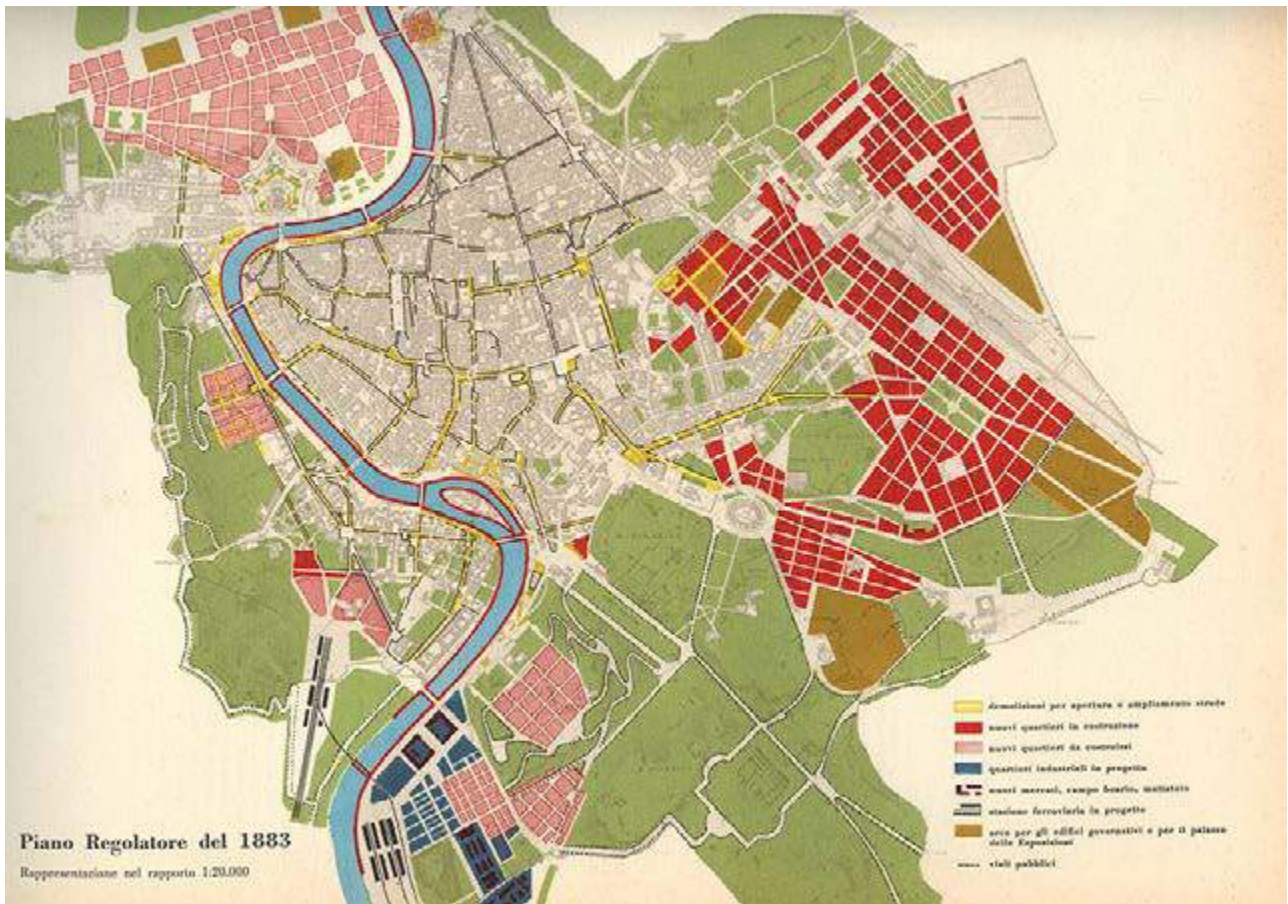 demolizioni per apertura e ampliamento strade
nuovi quartieri in costruzione
nuovi quartieri da costruirsi
quartieri industriali in progetto
nuovi mercati, campo boario, mattatoio
stazione ferroviaria in progetto
aree per gli edifici governativi e per il palazzo
delle Esposizioni
viali pubblici
Piano Regolatore del 1883
Rappresentazione nel rapporto 1:20.000